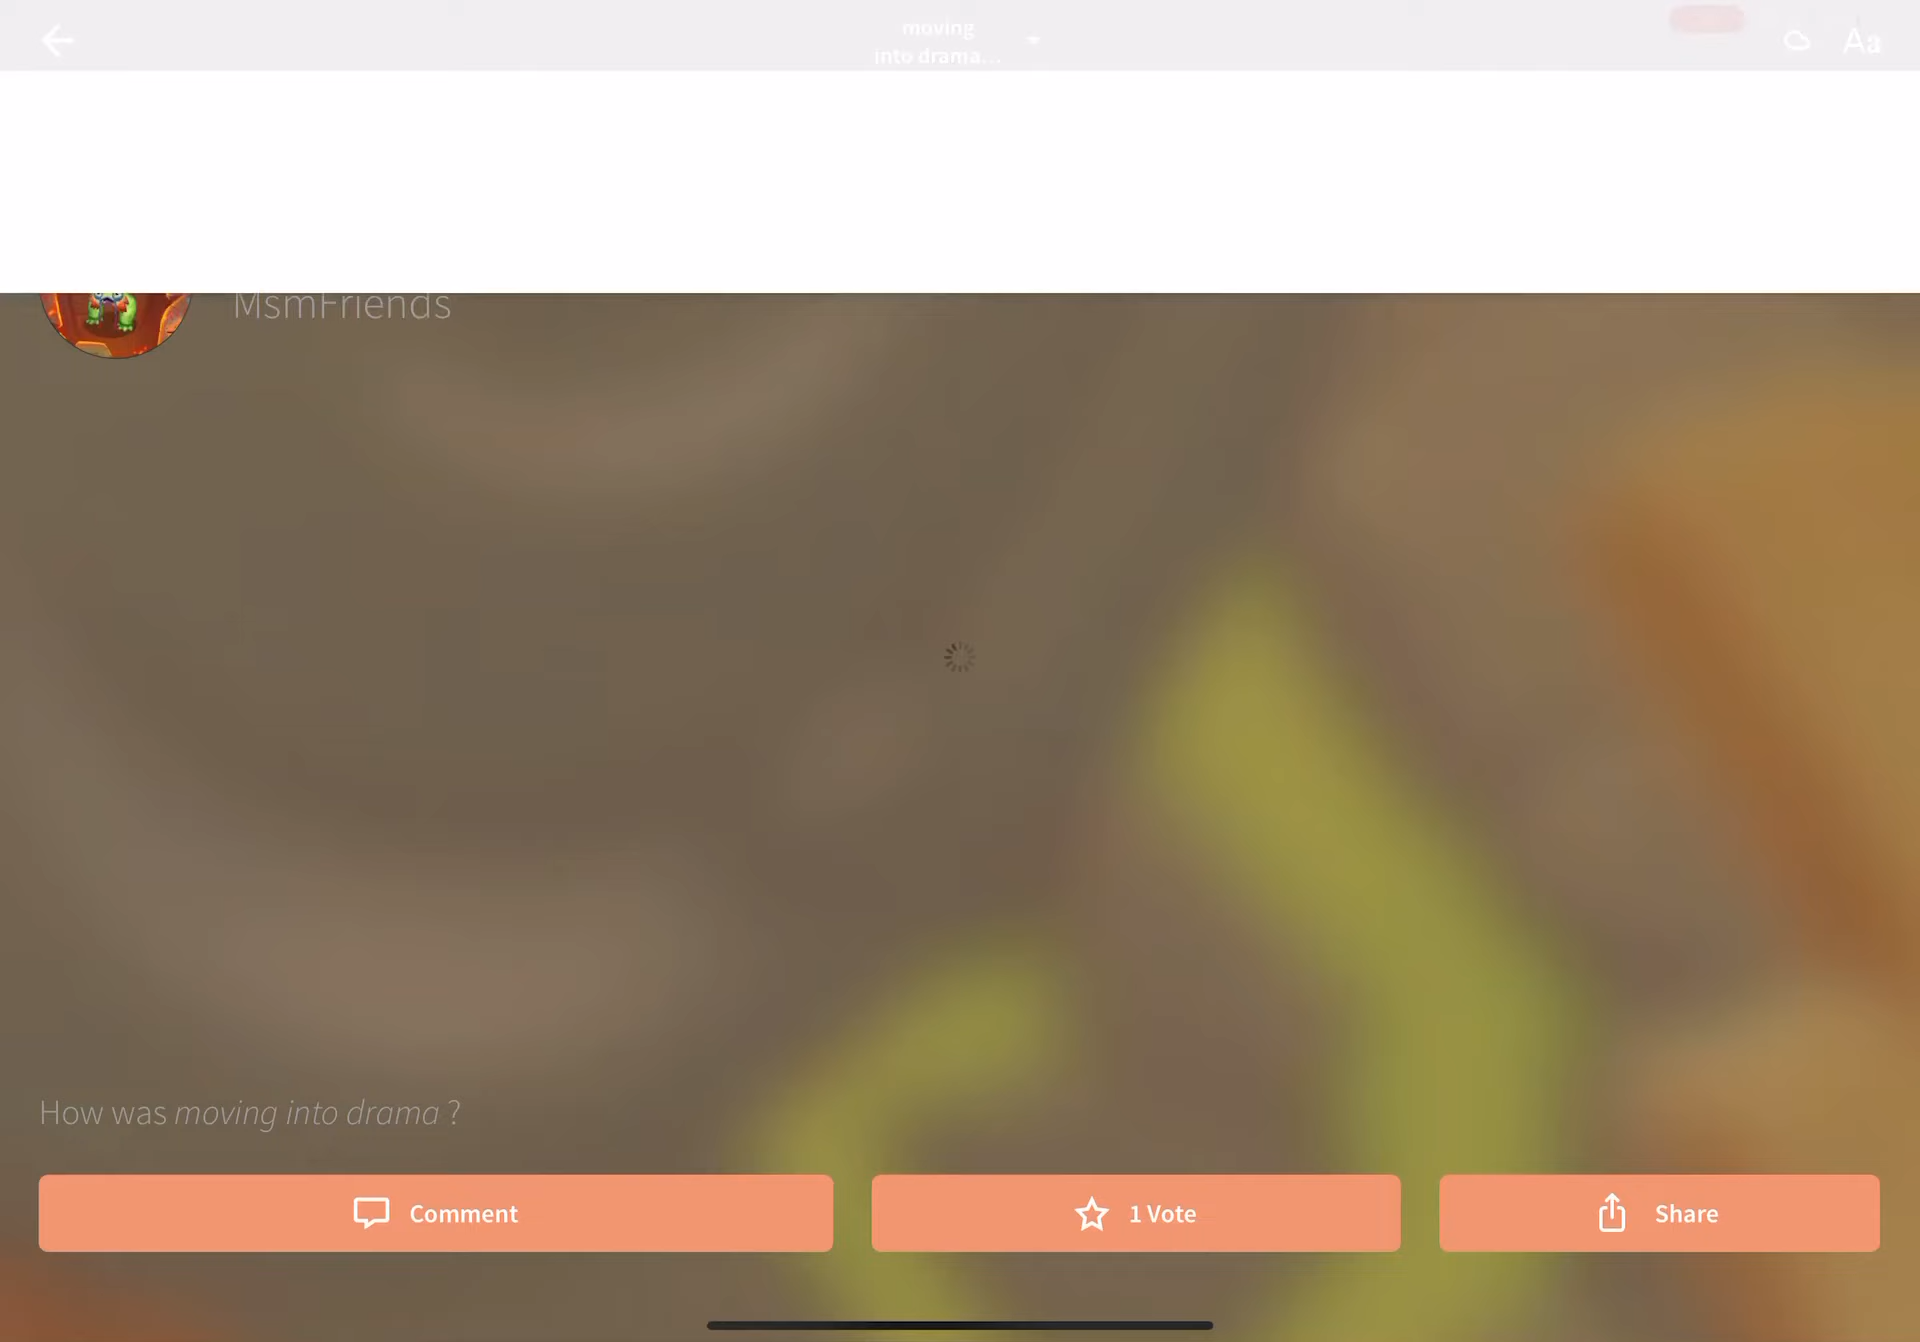 moving
into drama...
Aa
MsmFriends
How was moving into drama ?
Comment
1 Vote
Share